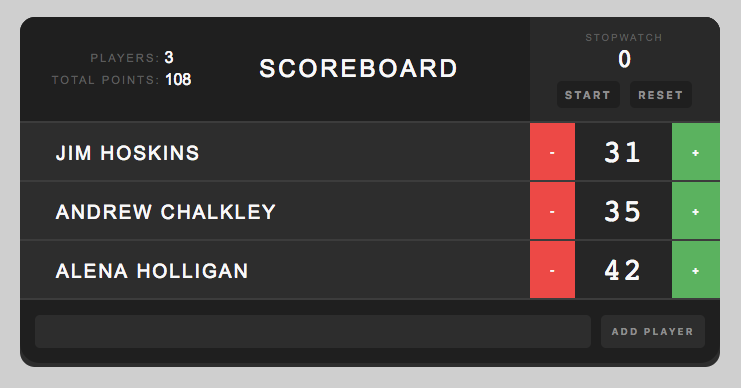 PLAYERS: 3
TOTAL POINTS: 108
SCOREBOARD
STOPWATCH
0
START RESET
JIM HOSKINS - 31 +
ANDREW CHALKLEY - 35 +
ALENA HOLLIGAN - 42 +
ADD PLAYER